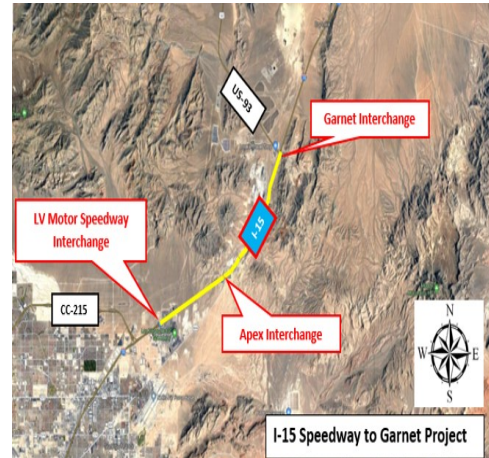 US-93
Garnet Interchange
LV Motor Speedway
Interchange
I-15
CC-215
Apex Interchange
N
W
E
S
I-15 Speedway to Garnet Project